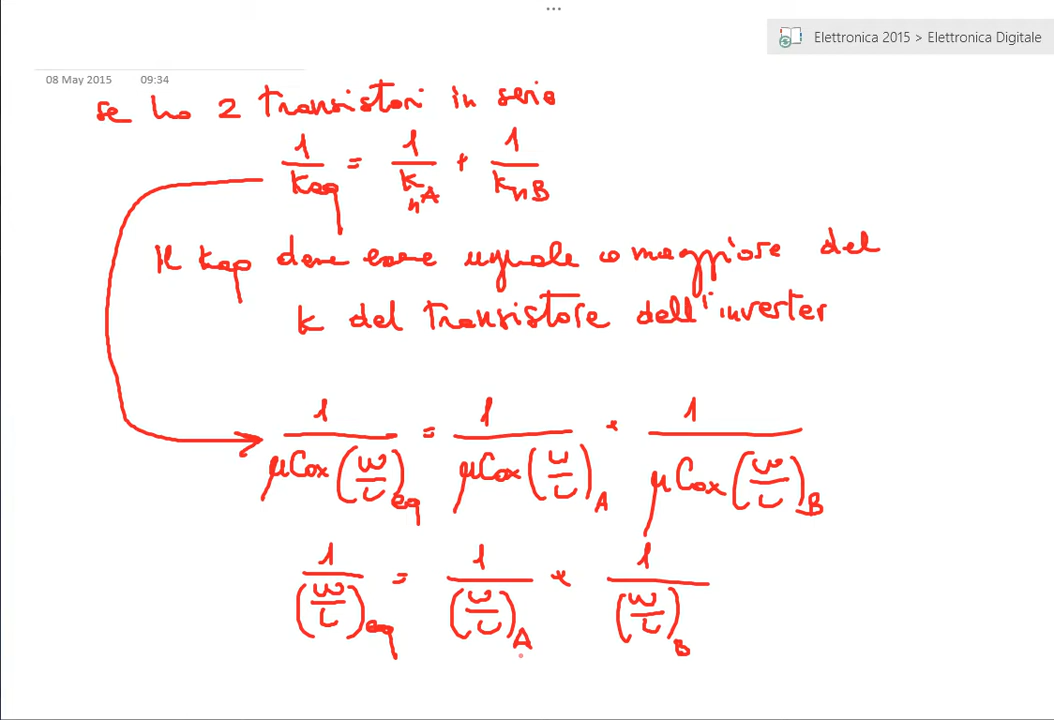 ...
Elettronica 2015 > Elettronica Digitale
08 May 2015 09:34
se ho 2 transistori in serie
1/Keq = 1/KnA + 1/KnB
Il Keq deve essere uguale o maggiore del
K del transistore dell'inverter
1/(μCox(W/L)eq) = 1/(μCox(W/L)A) + 1/(μCox(W/L)B)
1/(W/L)eq = 1/(W/L)A + 1/(W/L)B